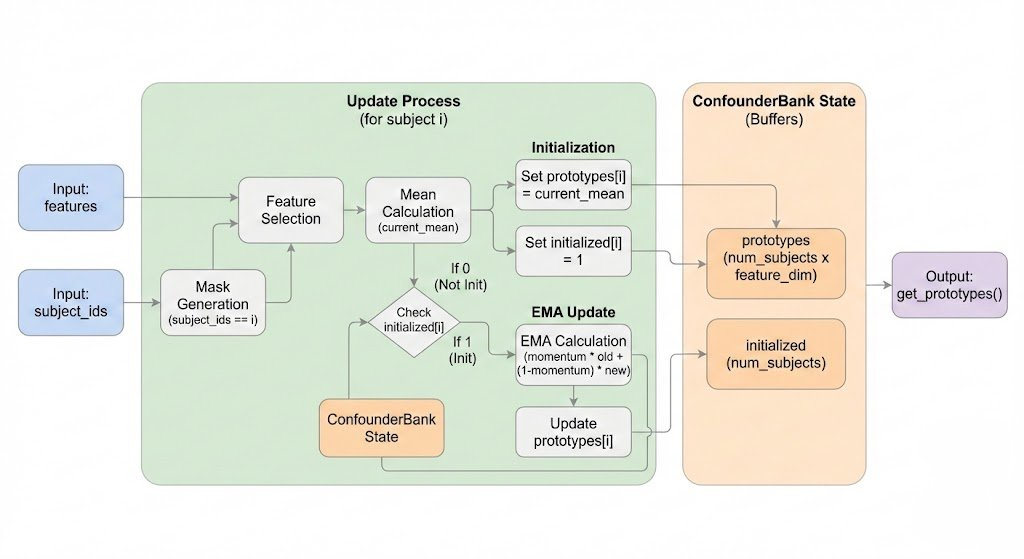 Update Process
(for subject i)
ConfounderBank State
(Buffers)
Input:
features
Input:
subject_ids
Feature
Selection
Mask
Generation
(subject_ids == i)
Mean
Calculation
(current_mean)
If 0
(Not Init)
Check
initialized[i]
If 1
(Init)
ConfounderBank
State
Initialization
Set prototypes[i]
= current_mean
Set initialized[i]
= 1
EMA Update
EMA Calculation
(momentum * old +
(1-momentum) * new)
Update
prototypes[i]
prototypes
(num_subjects x
feature_dim)
initialized
(num_subjects)
Output:
get_prototypes()